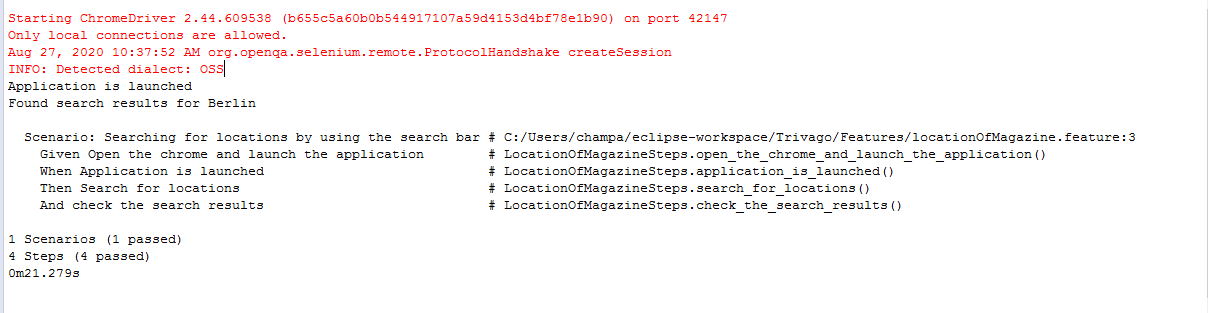 Starting ChromeDriver 2.44.609538 (b655c5a60b0b544917107a59d4153d4bf78e1b90) on port 42147
Only local connections are allowed.
Aug 27, 2020 10:37:52 AM org.openqa.selenium.remote.ProtocolHandshake createSession
INFO: Detected dialect: OSS
Application is launched
Found search results for Berlin
Scenario: Searching for locations by using the search bar # C:/Users/champa/eclipse-workspace/Trivago/Features/locationOfMagazine.feature:3
Given Open the chrome and launch the application # LocationOfMagazineSteps.open_the_chrome_and_launch_the_application()
When Application is launched # LocationOfMagazineSteps.application_is_launched()
Then Search for locations # LocationOfMagazineSteps.search_for_locations()
And check the search results # LocationOfMagazineSteps.check_the_search_results()
1 Scenarios (1 passed)
4 Steps (4 passed)
0m21.279s